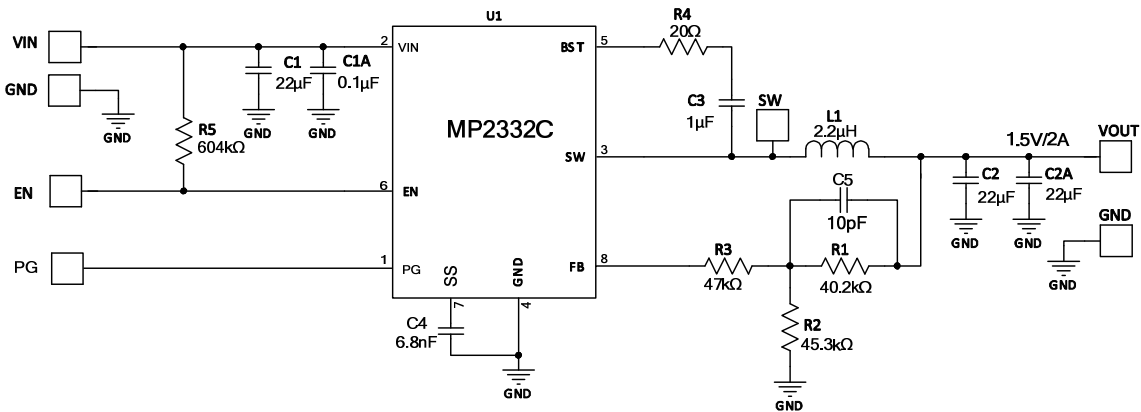 U1
MP2332C
VIN
GND
GND
EN
PG
R5
604kΩ
C1
22µF
GND
C1A
0.1µF
GND
2
VIN
6
EN
1
PG
SS
7
GND
4
C4
6.8nF
GND
BST
5
SW
3
FB
8
R4
20Ω
C3
1µF
SW
L1
2.2µH
C5
10pF
R3
47kΩ
R1
40.2kΩ
R2
45.3kΩ
GND
1.5V/2A
VOUT
C2
22µF
GND
C2A
22µF
GND
GND
GND